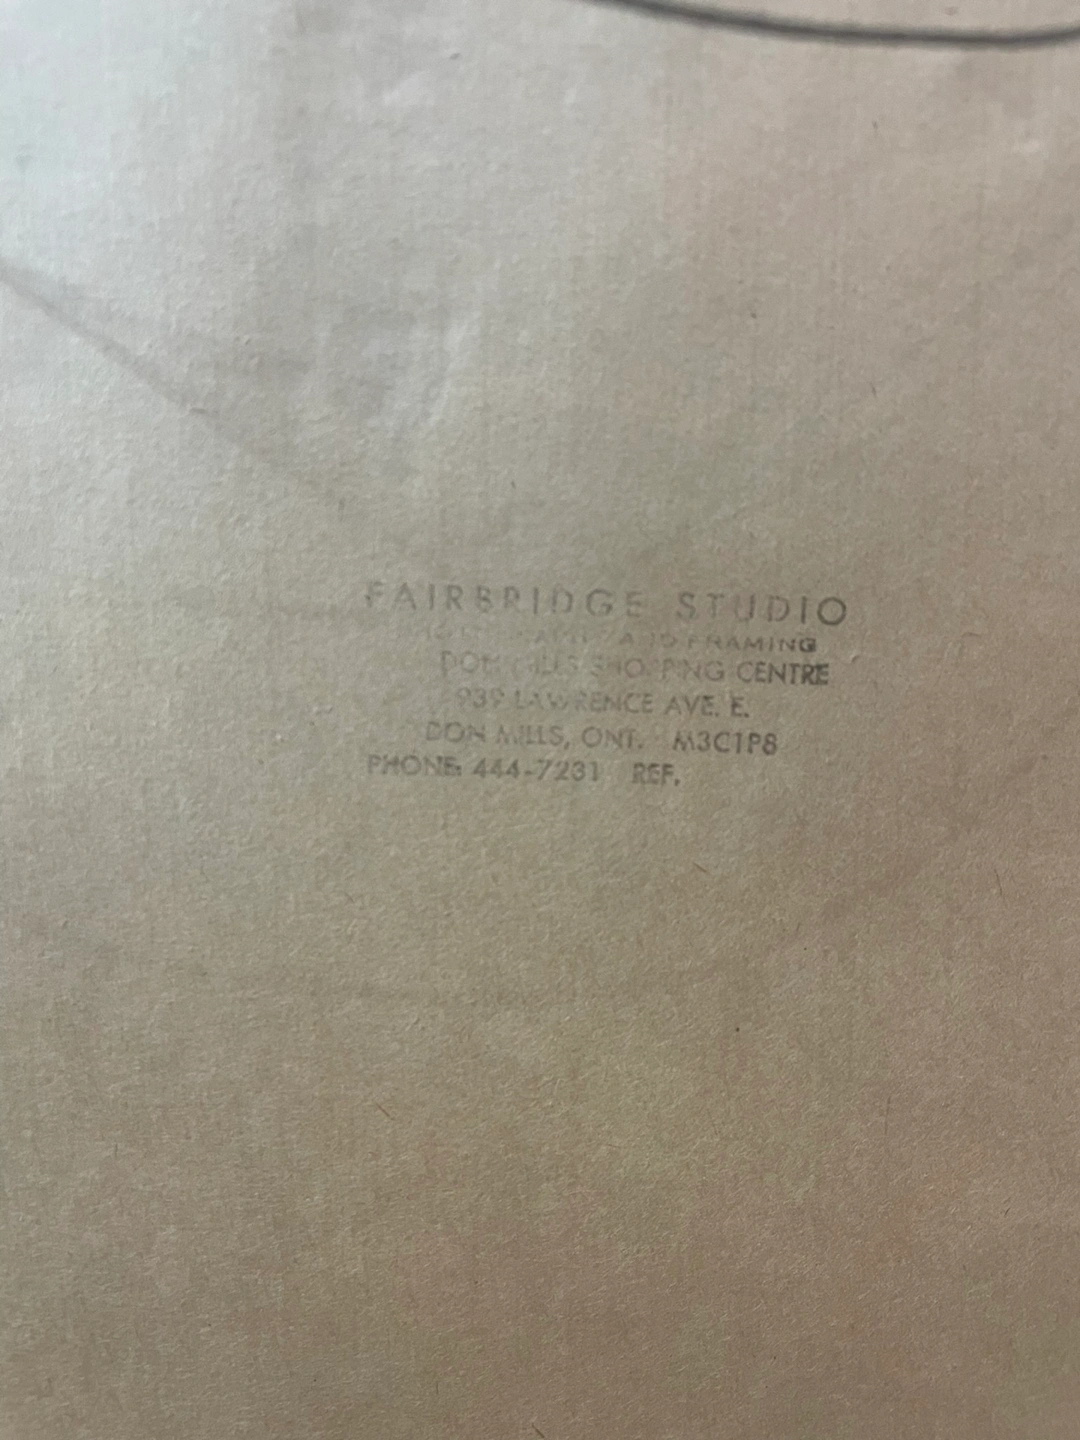 FAIRBRIDGE STUDIO
FRAMING
DON MILLS SHOPPING CENTRE
939 LAWRENCE AVE. E.
DON MILLS, ONT. M3C1P8
PHONE: 444-7231 REF.